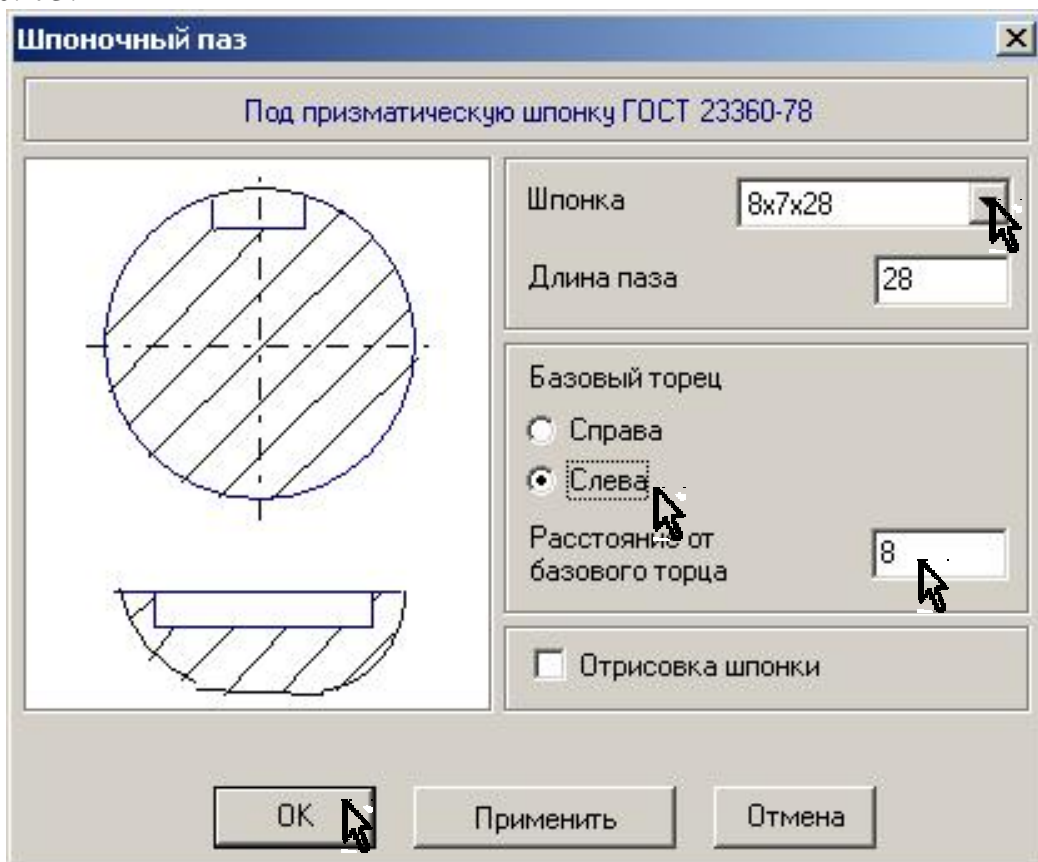 Шпоночный паз
Под призматическую шпонку ГОСТ 23360-78
Шпонка 8x7x28
Длина паза 28
Базовый торец
Справа
Слева
Расстояние от
базового торца 8
Отрисовка шпонки
OK Применить Отмена